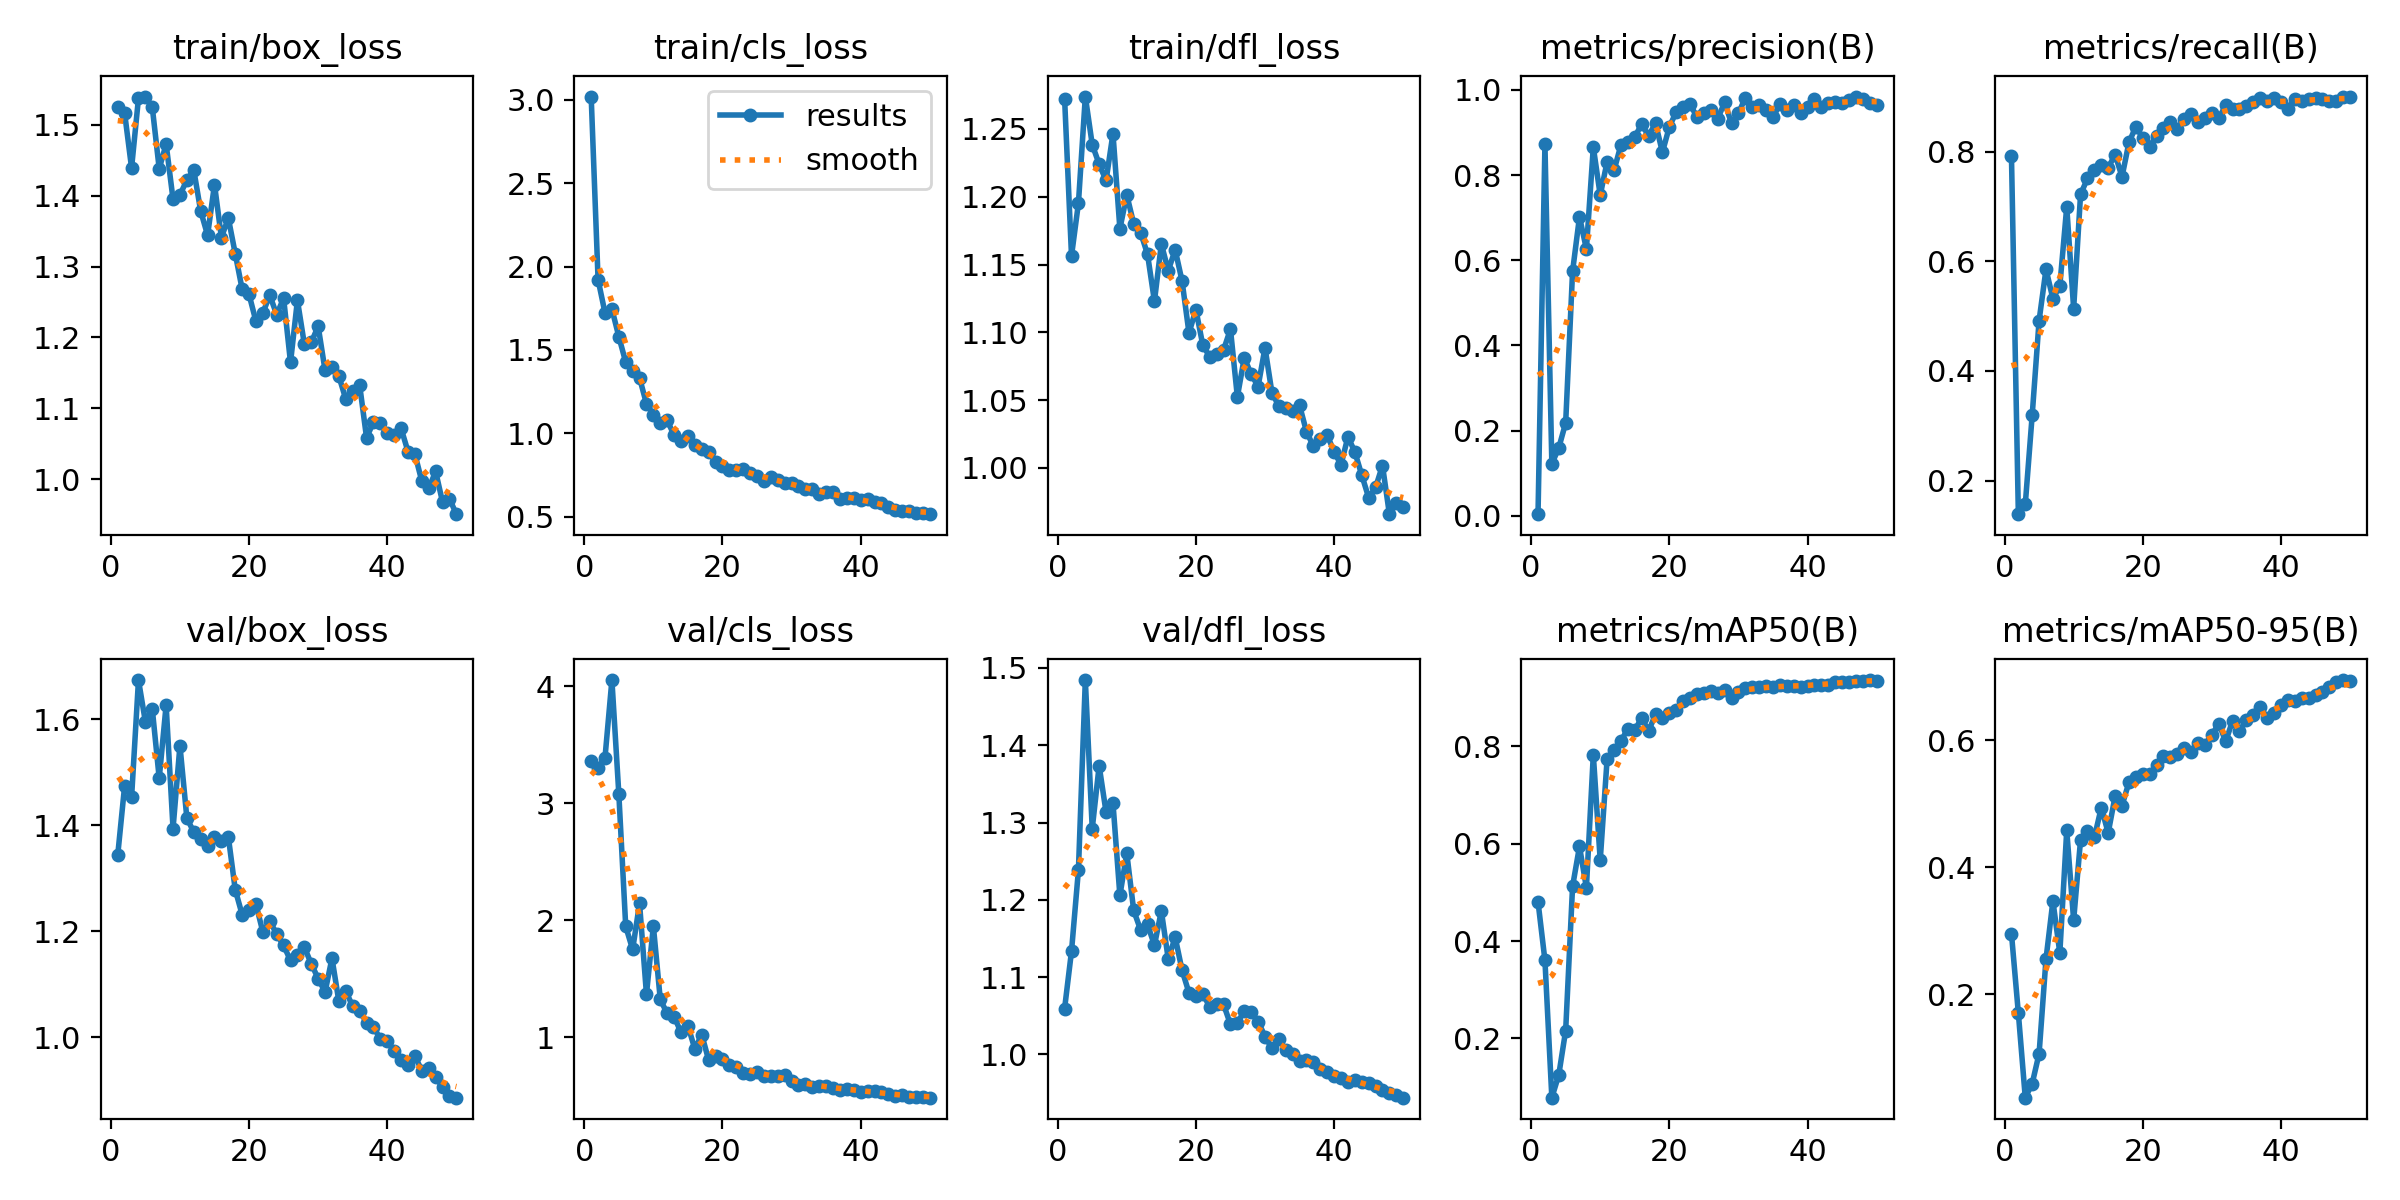 train/box_loss
train/cls_loss
train/dfl_loss
metrics/precision(B)
metrics/recall(B)
1.5
1.4
1.3
1.2
1.1
1.0
0 20 40
3.0
2.5
2.0
1.5
1.0
0.5
0 20 40
results
smooth
1.25
1.20
1.15
1.10
1.05
1.00
0 20 40
1.0
0.8
0.6
0.4
0.2
0.0
0 20 40
0.8
0.6
0.4
0.2
0 20 40
val/box_loss
val/cls_loss
val/dfl_loss
metrics/mAP50(B)
metrics/mAP50-95(B)
1.6
1.4
1.2
1.0
0 20 40
4
3
2
1
0 20 40
1.5
1.4
1.3
1.2
1.1
1.0
0 20 40
0.8
0.6
0.4
0.2
0 20 40
0.6
0.4
0.2
0 20 40